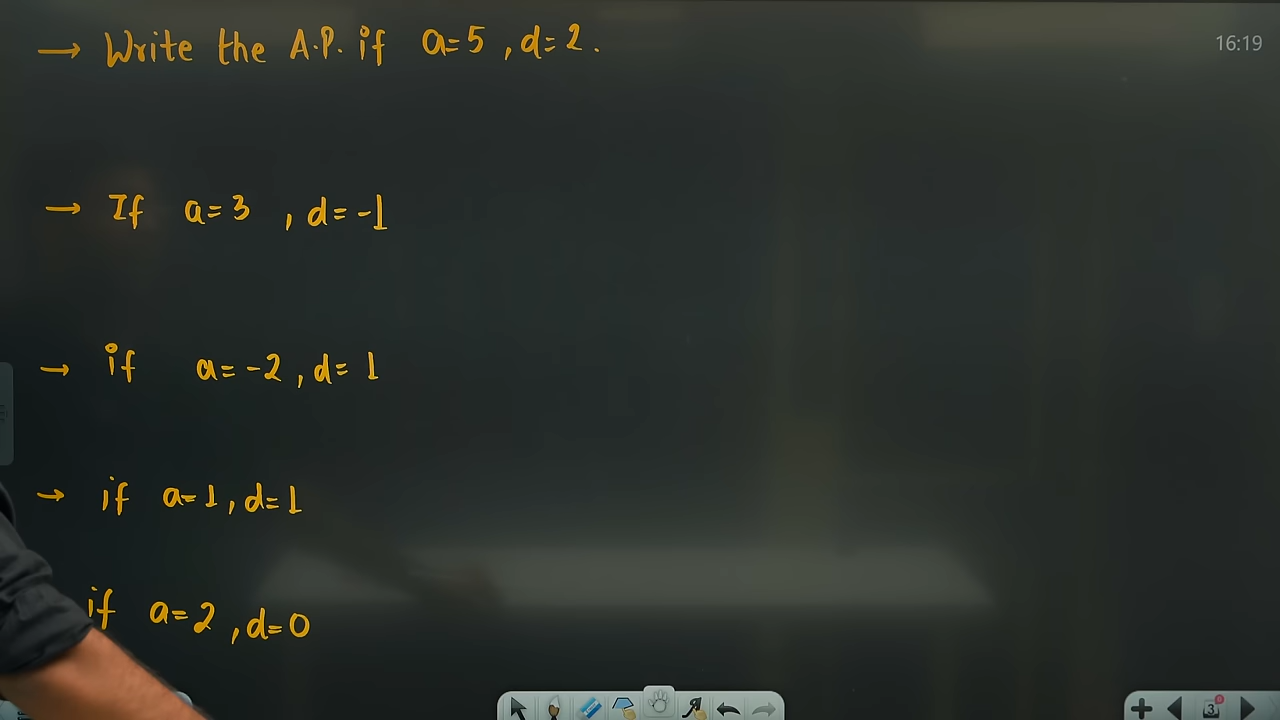 → Write the A.P. if a=5 , d=2.
16:19
→ If a=3 , d=-1
→ if a=-2 , d=1
→ if a=1 , d=1
if a=2 , d=0
3